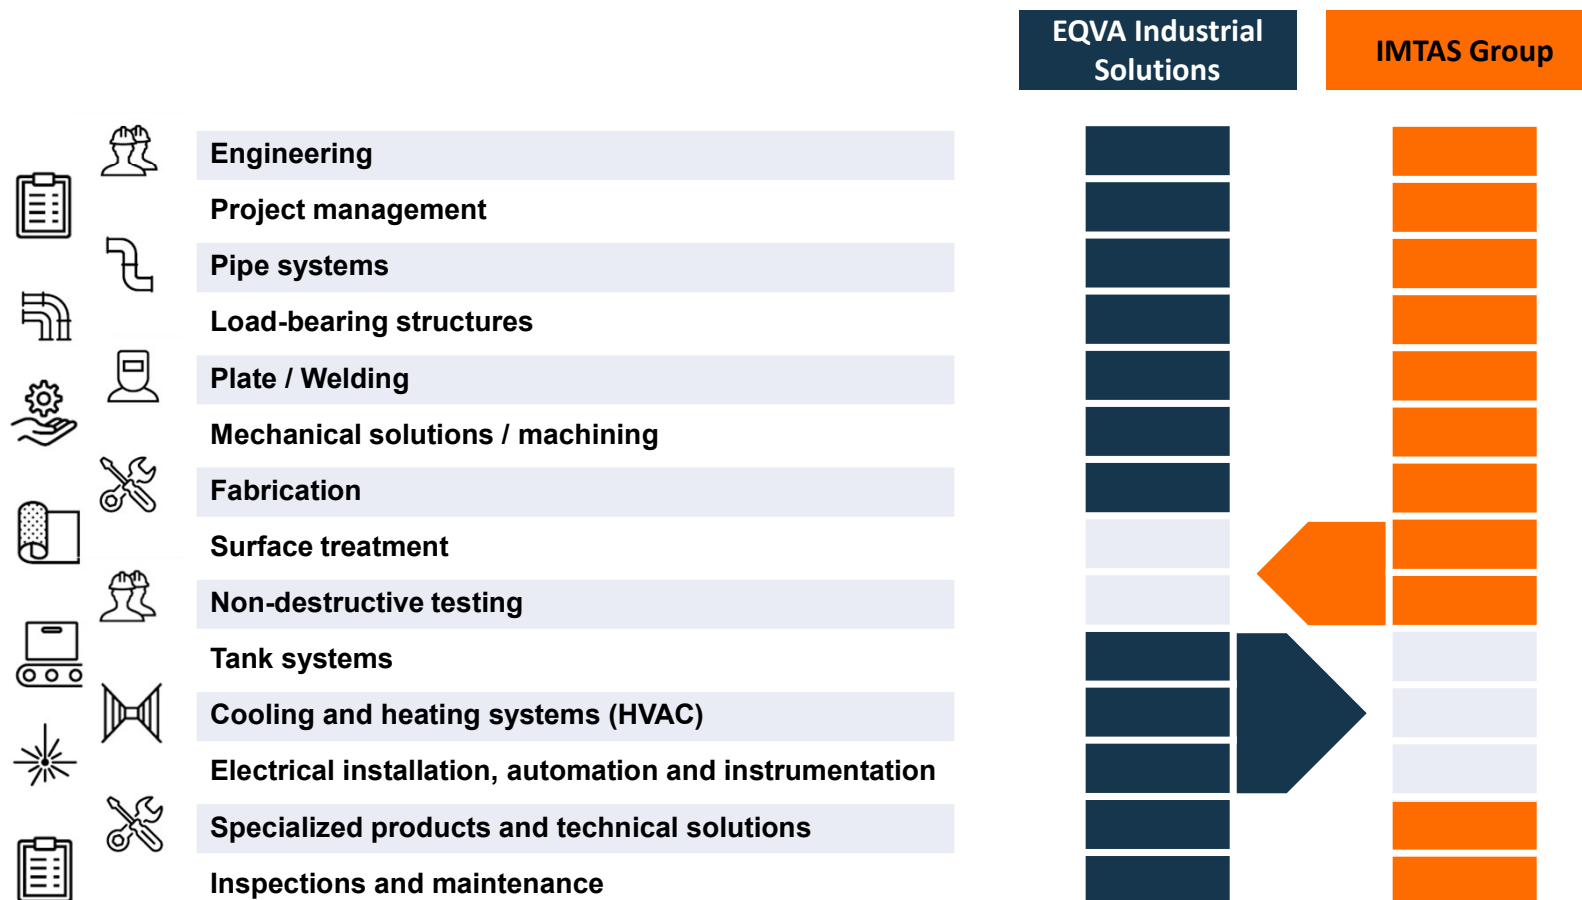 EQVA Industrial
Solutions
IMTAS Group
Engineering
Project management
Pipe systems
Load-bearing structures
Plate / Welding
Mechanical solutions / machining
Fabrication
Surface treatment
Non-destructive testing
Tank systems
Cooling and heating systems (HVAC)
Electrical installation, automation and instrumentation
Specialized products and technical solutions
Inspections and maintenance